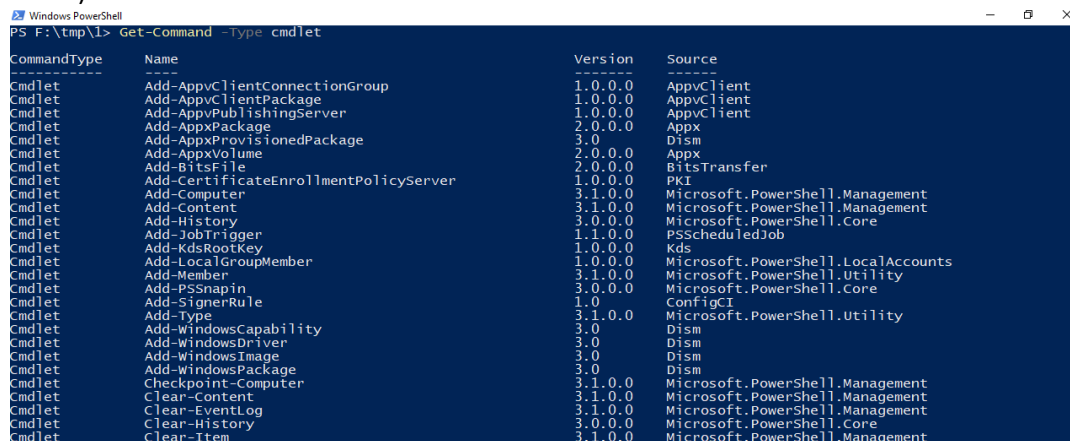 Windows PowerShell
PS F:\tmp\1> Get-Command -Type cmdlet
CommandType Name Version Source
----------- ---- ------- ------
Cmdlet Add-AppvClientConnectionGroup 1.0.0.0 AppvClient
Cmdlet Add-AppvClientPackage 1.0.0.0 AppvClient
Cmdlet Add-AppvPublishingServer 1.0.0.0 AppvClient
Cmdlet Add-AppxPackage 2.0.0.0 Appx
Cmdlet Add-AppxProvisionedPackage 3.0 Dism
Cmdlet Add-AppxVolume 2.0.0.0 Appx
Cmdlet Add-BitsFile 2.0.0.0 BitsTransfer
Cmdlet Add-CertificateEnrollmentPolicyServer 1.0.0.0 PKI
Cmdlet Add-Computer 3.1.0.0 Microsoft.PowerShell.Management
Cmdlet Add-Content 3.1.0.0 Microsoft.PowerShell.Management
Cmdlet Add-History 3.0.0.0 Microsoft.PowerShell.Core
Cmdlet Add-JobTrigger 1.1.0.0 PSScheduledJob
Cmdlet Add-KdsRootKey 1.0.0.0 Kds
Cmdlet Add-LocalGroupMember 1.0.0.0 Microsoft.PowerShell.LocalAccounts
Cmdlet Add-Member 3.1.0.0 Microsoft.PowerShell.Utility
Cmdlet Add-PSSnapin 3.0.0.0 Microsoft.PowerShell.Core
Cmdlet Add-SignerRule 1.0 ConfigCI
Cmdlet Add-Type 3.1.0.0 Microsoft.PowerShell.Utility
Cmdlet Add-WindowsCapability 3.0 Dism
Cmdlet Add-WindowsDriver 3.0 Dism
Cmdlet Add-WindowsImage 3.0 Dism
Cmdlet Add-WindowsPackage 3.0 Dism
Cmdlet Checkpoint-Computer 3.1.0.0 Microsoft.PowerShell.Management
Cmdlet Clear-Content 3.1.0.0 Microsoft.PowerShell.Management
Cmdlet Clear-EventLog 3.1.0.0 Microsoft.PowerShell.Management
Cmdlet Clear-History 3.0.0.0 Microsoft.PowerShell.Core
Cmdlet Clear-Item 3.1.0.0 Microsoft.PowerShell.Management